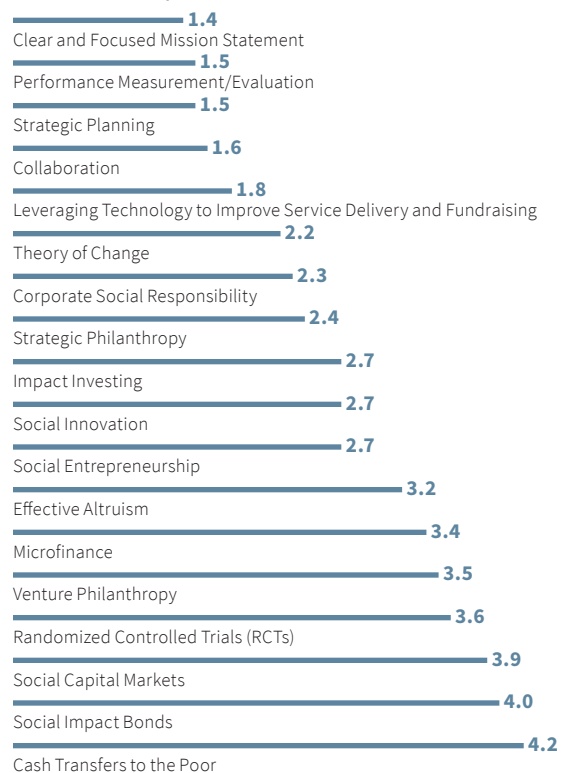 1.4
Clear and Focused Mission Statement
1.5
Performance Measurement/Evaluation
1.5
Strategic Planning
1.6
Collaboration
1.8
Leveraging Technology to Improve Service Delivery and Fundraising
2.2
Theory of Change
2.3
Corporate Social Responsibility
2.4
Strategic Philanthropy
2.7
Impact Investing
2.7
Social Innovation
2.7
Social Entrepreneurship
3.2
Effective Altruism
3.4
Microfinance
3.5
Venture Philanthropy
3.6
Randomized Controlled Trials (RCTs)
3.9
Social Capital Markets
4.0
Social Impact Bonds
4.2
Cash Transfers to the Poor